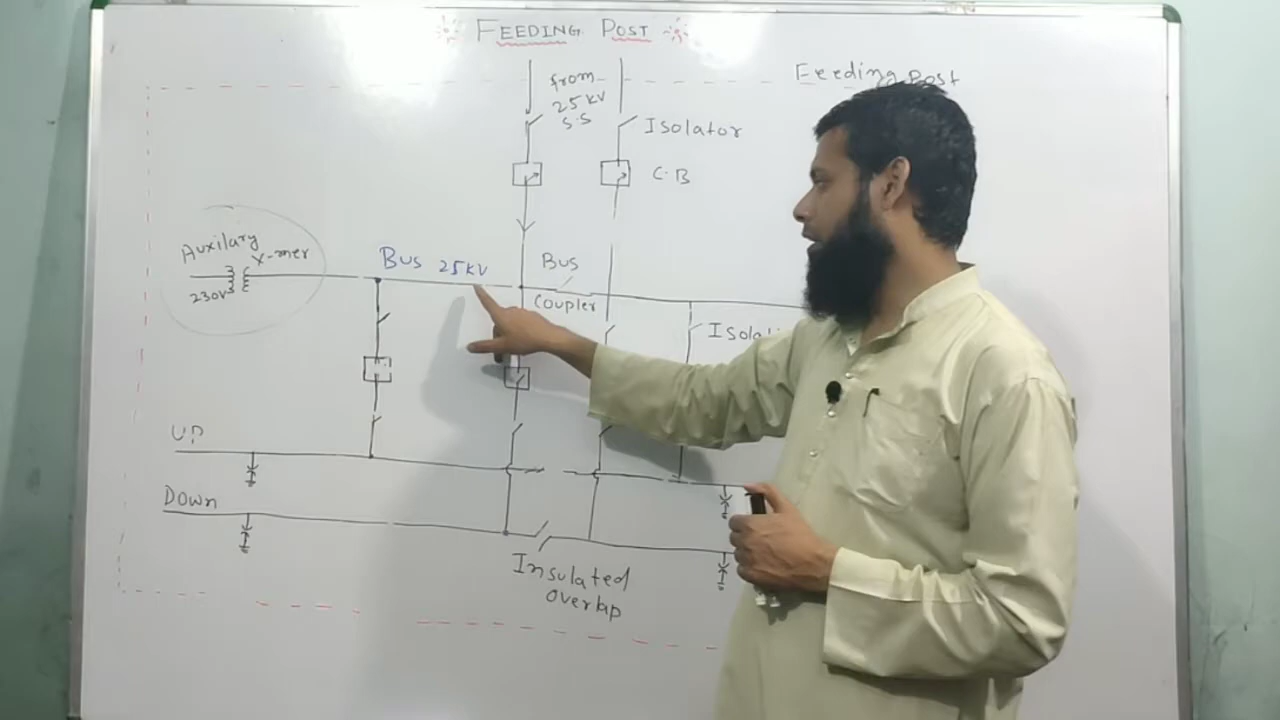 FEEDING POST
Feeding Post
from
25 KV
S.S
Isolator
C.B
Auxilary
X-mer
230V
Bus 25KV
Bus
Coupler
UP
Down
Insulated
overlap